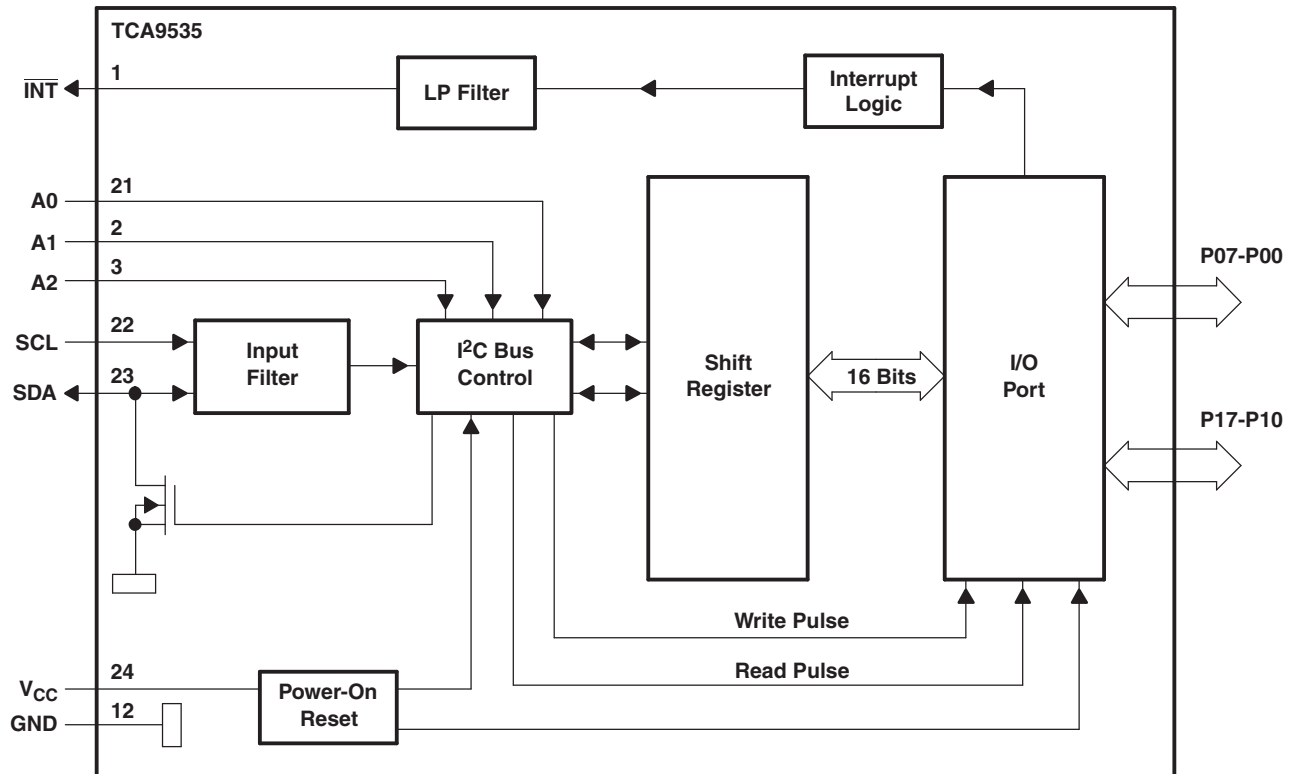 TCA9535
1
INT
LP Filter
Interrupt
Logic
21
A0
2
A1
3
A2
22
SCL
23
SDA
Input
Filter
I²C Bus
Control
Shift
Register
16 Bits
I/O
Port
P07-P00
P17-P10
Write Pulse
Read Pulse
24
VCC
12
GND
Power-On
Reset